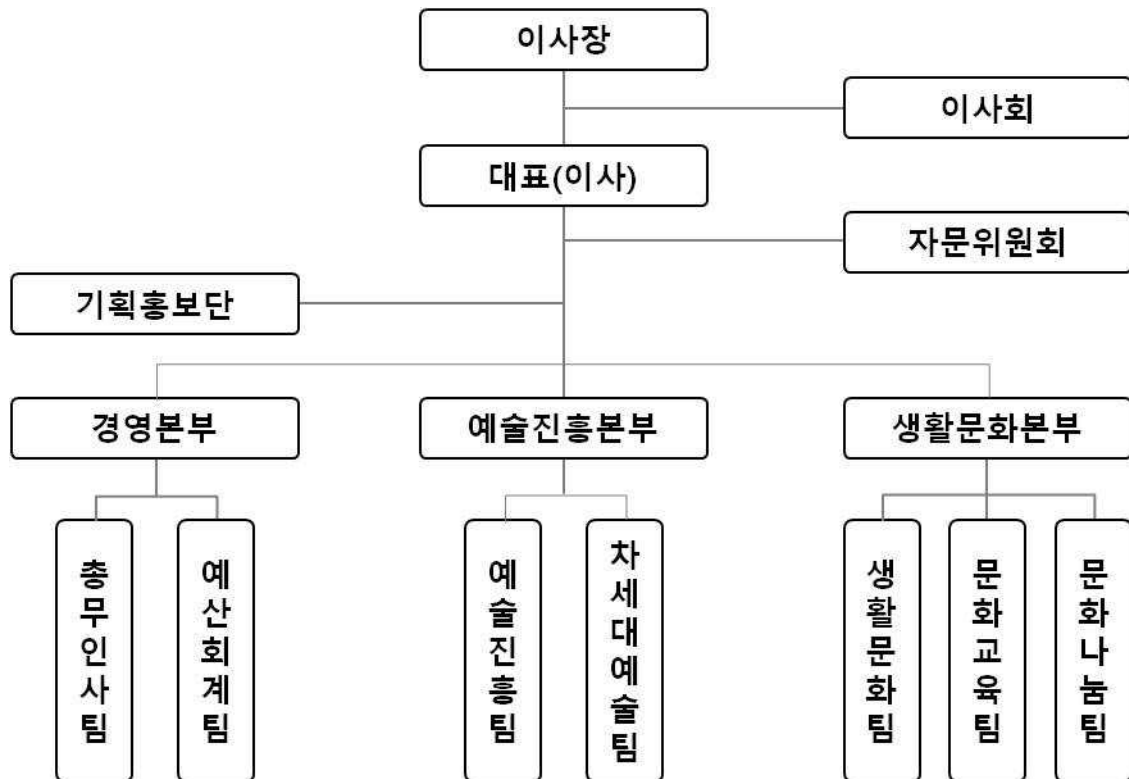 이사장
이사회
대표(이사)
자문위원회
기획홍보단
경영본부
예술진흥본부
생활문화본부
총무인사팀
예산회계팀
예술진흥팀
차세대예술팀
생활문화팀
문화교육팀
문화나눔팀